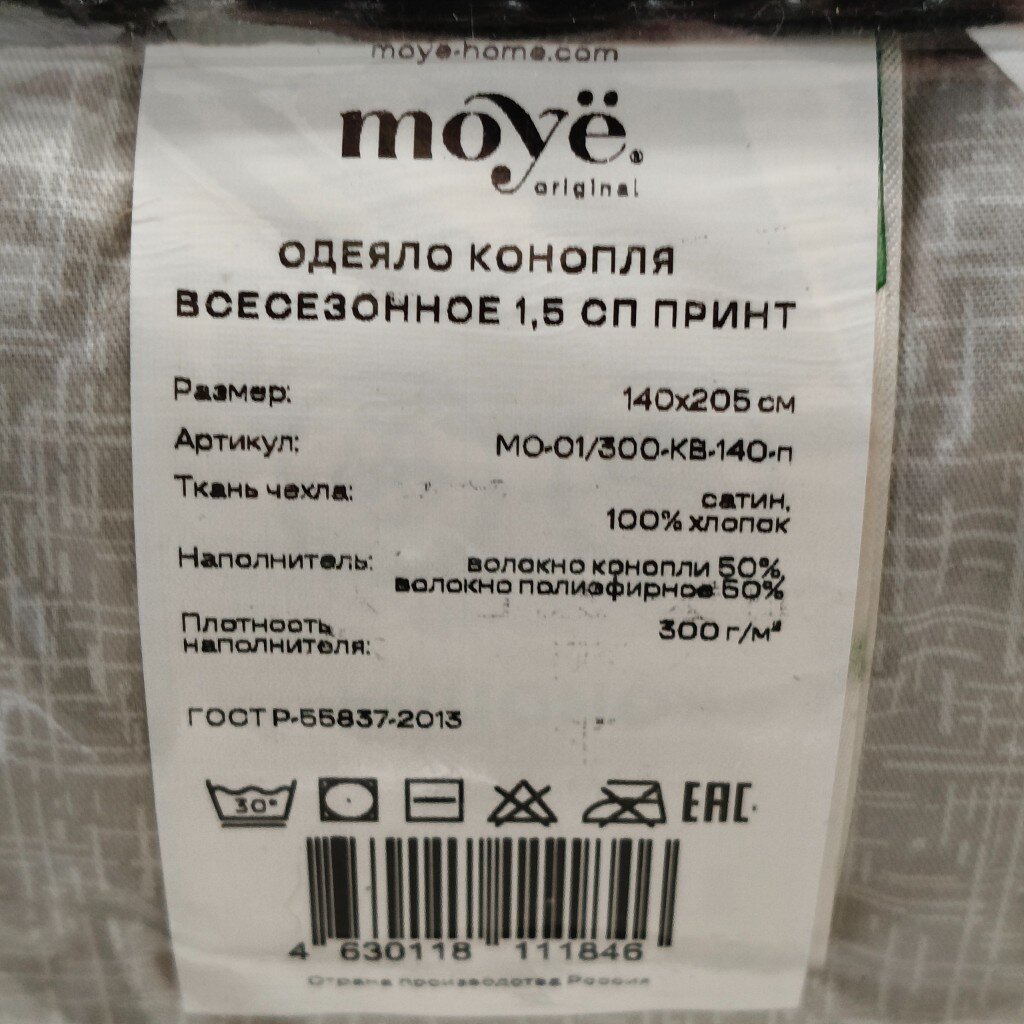 moye-home.com
moyë®
original
ОДЕЯЛО КОНОПЛЯ
ВСЕСЕЗОННОЕ 1,5 СП ПРИНТ
Размер: 140x205 см
Артикул: МО-01/300-КВ-140-п
Ткань чехла: сатин,
100% хлопок
Наполнитель: волокно конопли 50%,
волокно полиэфирное 50%
Плотность
наполнителя: 300 г/м²
ГОСТ Р-55837-2013
30° EAC
4 630118 111846
Страна производства Россия